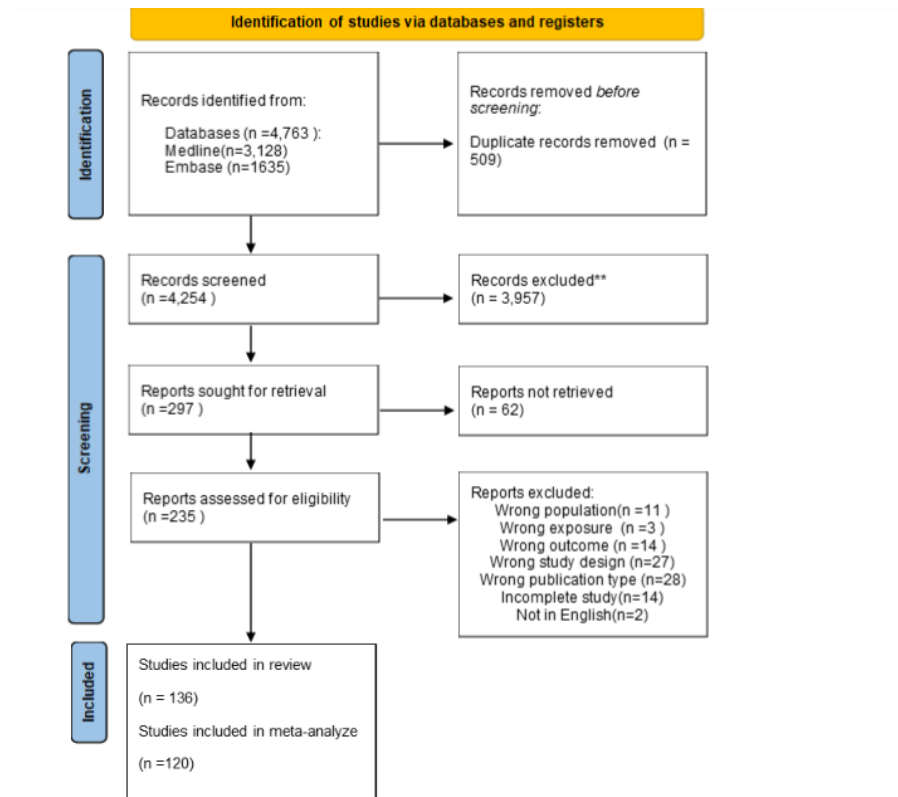 Identification of studies via databases and registers
Identification
Records identified from:
Databases (n =4,763 ):
Medline(n=3,128)
Embase (n=1635)
Records removed before
screening:
Duplicate records removed (n =
509)
Screening
Records screened
(n =4,254 )
Records excluded**
(n = 3,957)
Reports sought for retrieval
(n =297 )
Reports not retrieved
(n = 62)
Reports assessed for eligibility
(n =235 )
Reports excluded:
Wrong population(n =11 )
Wrong exposure (n =3 )
Wrong outcome (n =14 )
Wrong study design (n=27)
Wrong publication type (n=28)
Incomplete study(n=14)
Not in English(n=2)
Included
Studies included in review
(n = 136)
Studies included in meta-analyze
(n =120)